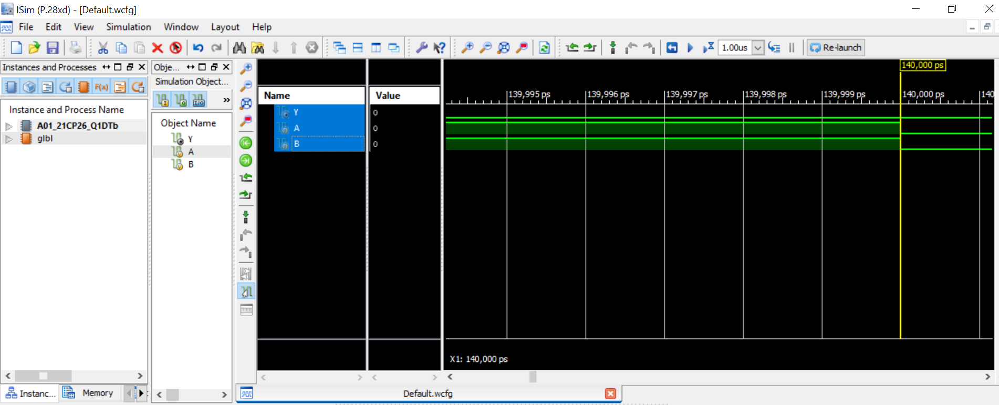 ISim (P.28xd) - [Default.wcfg]
File Edit View Simulation Window Layout Help
1.00us Re-launch
Instances and Processes
F(x)
Instance and Process Name
A01_21CP26_Q1DTb
glbl
Instanc... Memory
Obje...
Simulation Object...
I O I/O »
Object Name
Y
A
B
Name Value
Y 0
A 0
B 0
140,000 ps
139,995 ps 139,996 ps 139,997 ps 139,998 ps 139,999 ps 140,000 ps 140
X1: 140,000 ps
Default.wcfg